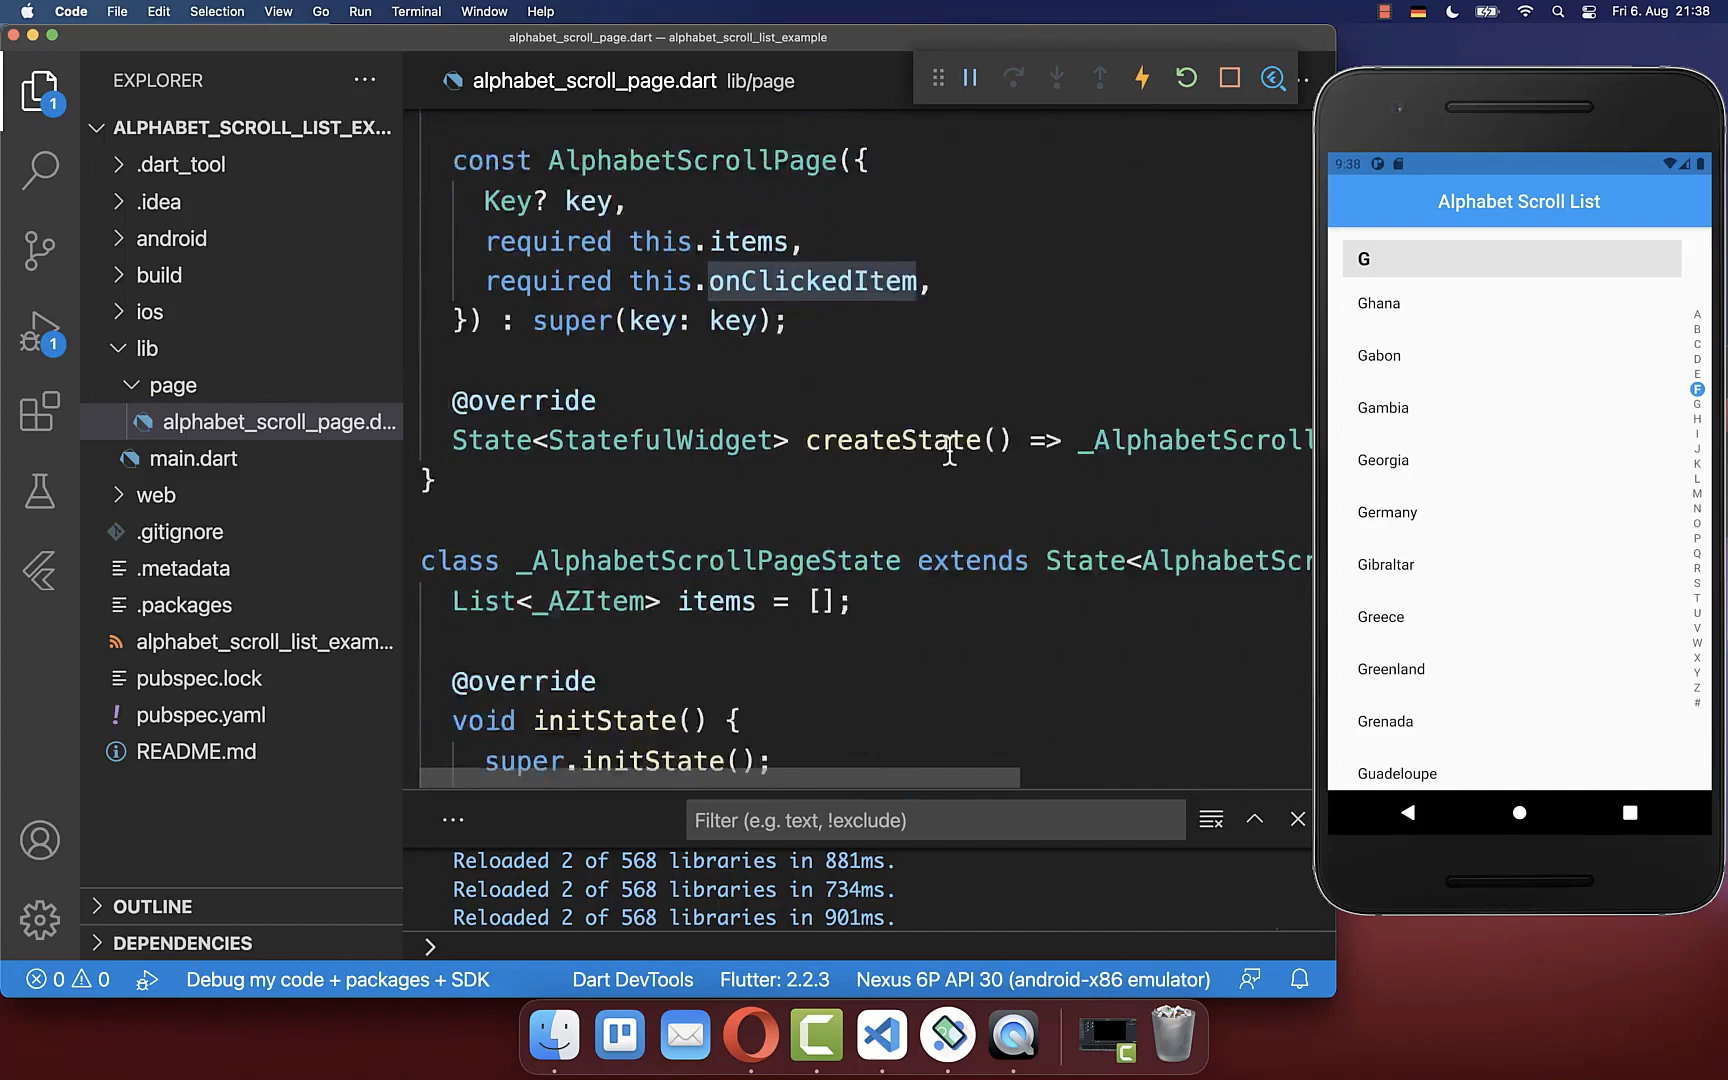 Code File Edit Selection View Go Run Terminal Window Help
Fri 6. Aug 21:38
alphabet_scroll_page.dart — alphabet_scroll_list_example
EXPLORER
ALPHABET_SCROLL_LIST_EX...
.dart_tool
.idea
android
build
ios
lib
page
alphabet_scroll_page.d...
main.dart
web
.gitignore
.metadata
.packages
alphabet_scroll_list_exam...
pubspec.lock
pubspec.yaml
README.md
OUTLINE
DEPENDENCIES
1
1
alphabet_scroll_page.dart lib/page
const AlphabetScrollPage({
Key? key,
required this.items,
required this.onClickedItem,
}) : super(key: key);
@override
State<StatefulWidget> createState() => _AlphabetScroll
}
class _AlphabetScrollPageState extends State<AlphabetScr
List<_AZItem> items = [];
@override
void initState() {
super.initState();
Filter (e.g. text, !exclude)
Reloaded 2 of 568 libraries in 881ms.
Reloaded 2 of 568 libraries in 734ms.
Reloaded 2 of 568 libraries in 901ms.
0 0 Debug my code + packages + SDK Dart DevTools Flutter: 2.2.3 Nexus 6P API 30 (android-x86 emulator)
9:38
Alphabet Scroll List
G
Ghana
Gabon
Gambia
Georgia
Germany
Gibraltar
Greece
Greenland
Grenada
Guadeloupe
A
B
C
D
E
F
G
H
I
J
K
L
M
N
O
P
Q
R
S
T
U
V
W
X
Y
Z
#